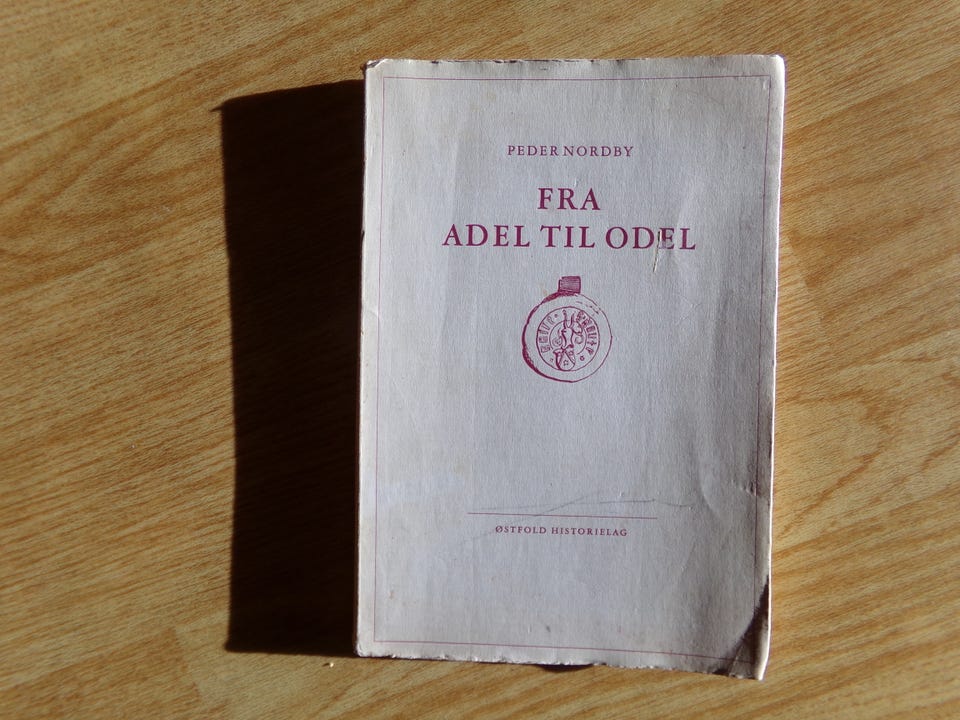 PEDER NORDBY
FRA
ADEL TIL ODEL
ØSTFOLD HISTORIELAG